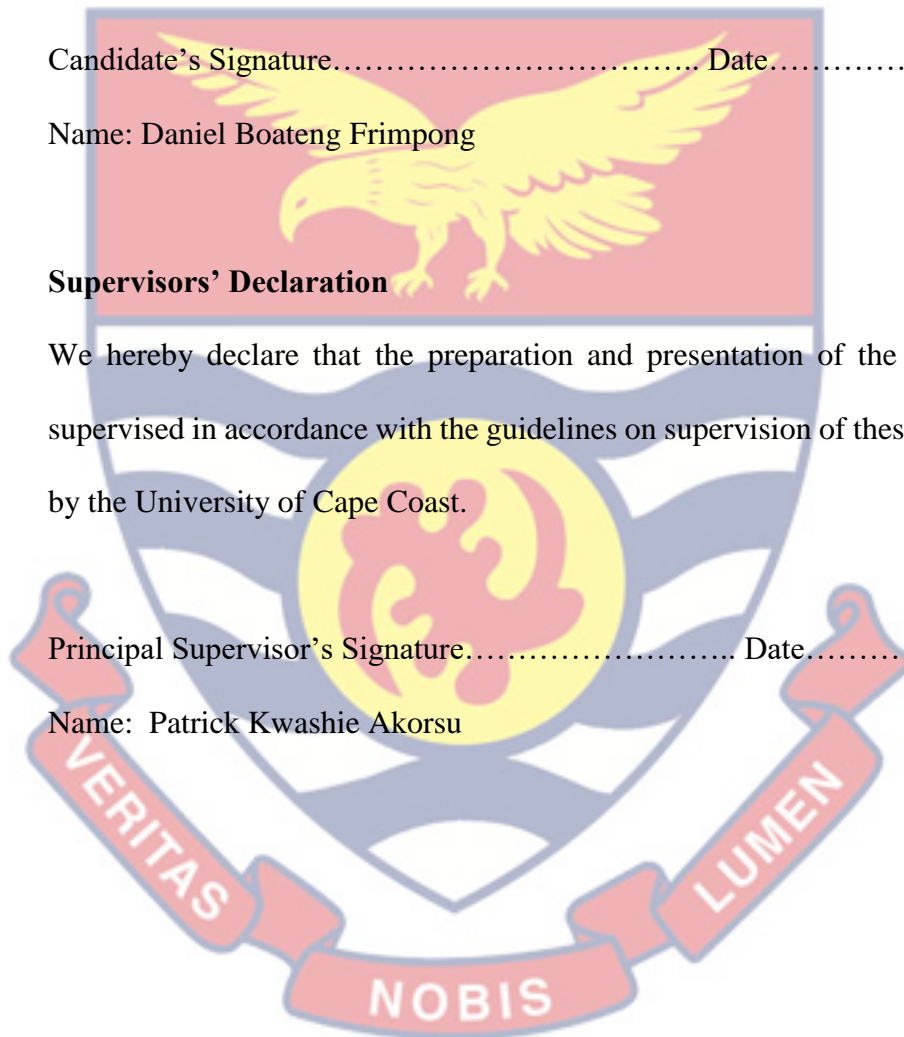 Candidate’s Signature…………………………….. Date………….
Name: Daniel Boateng Frimpong
Supervisors’ Declaration
We hereby declare that the preparation and presentation of the
supervised in accordance with the guidelines on supervision of thes
by the University of Cape Coast.
Principal Supervisor’s Signature…………………….. Date……….
Name: Patrick Kwashie Akorsu
VERITAS
NOBIS
LUMEN